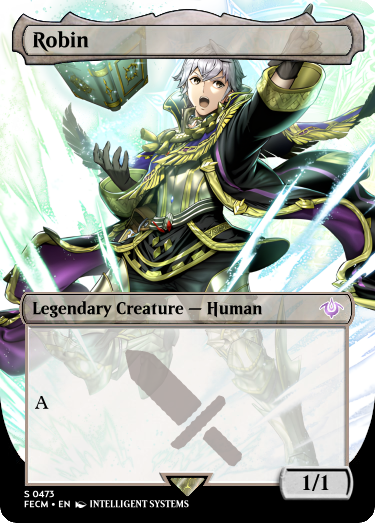 Robin
Legendary Creature — Human
A
1/1
S 0473
FECM • EN INTELLIGENT SYSTEMS